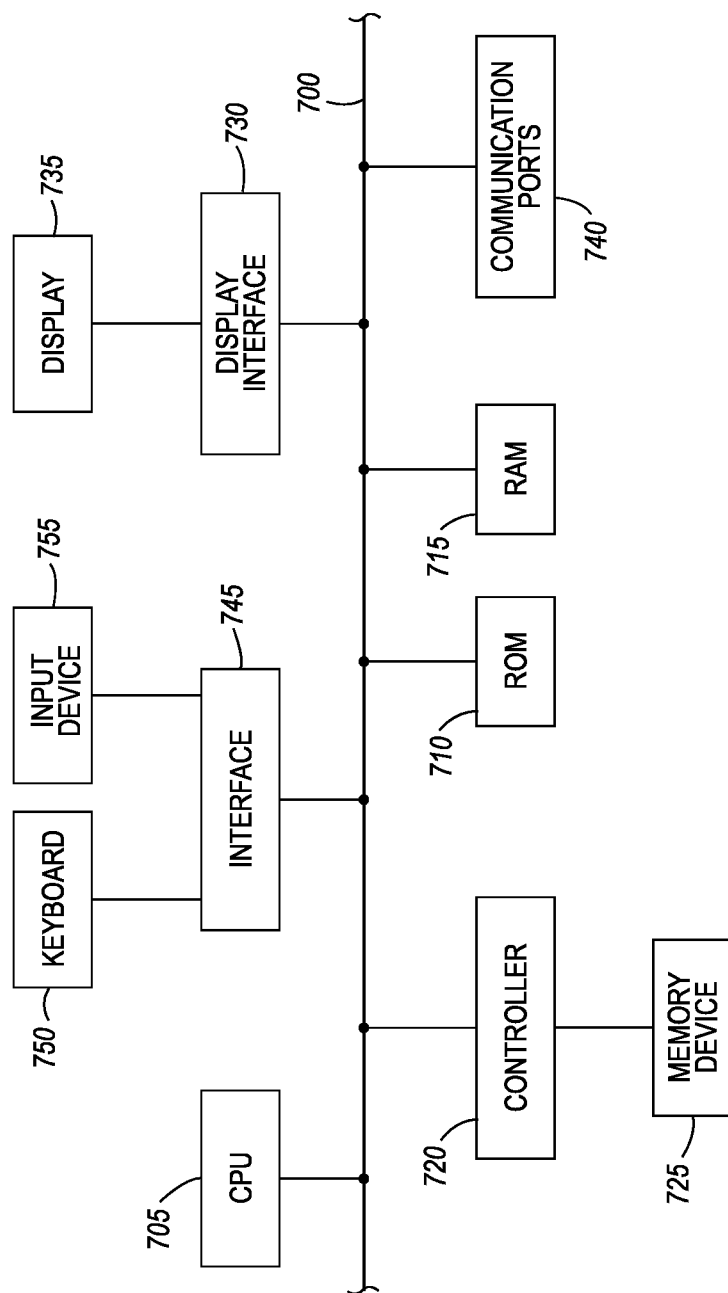 750
KEYBOARD
INPUT
DEVICE
755
DISPLAY
735
705
CPU
INTERFACE
745
DISPLAY
INTERFACE
730
700
720
CONTROLLER
710
ROM
715
RAM
COMMUNICATION
PORTS
740
725
MEMORY
DEVICE